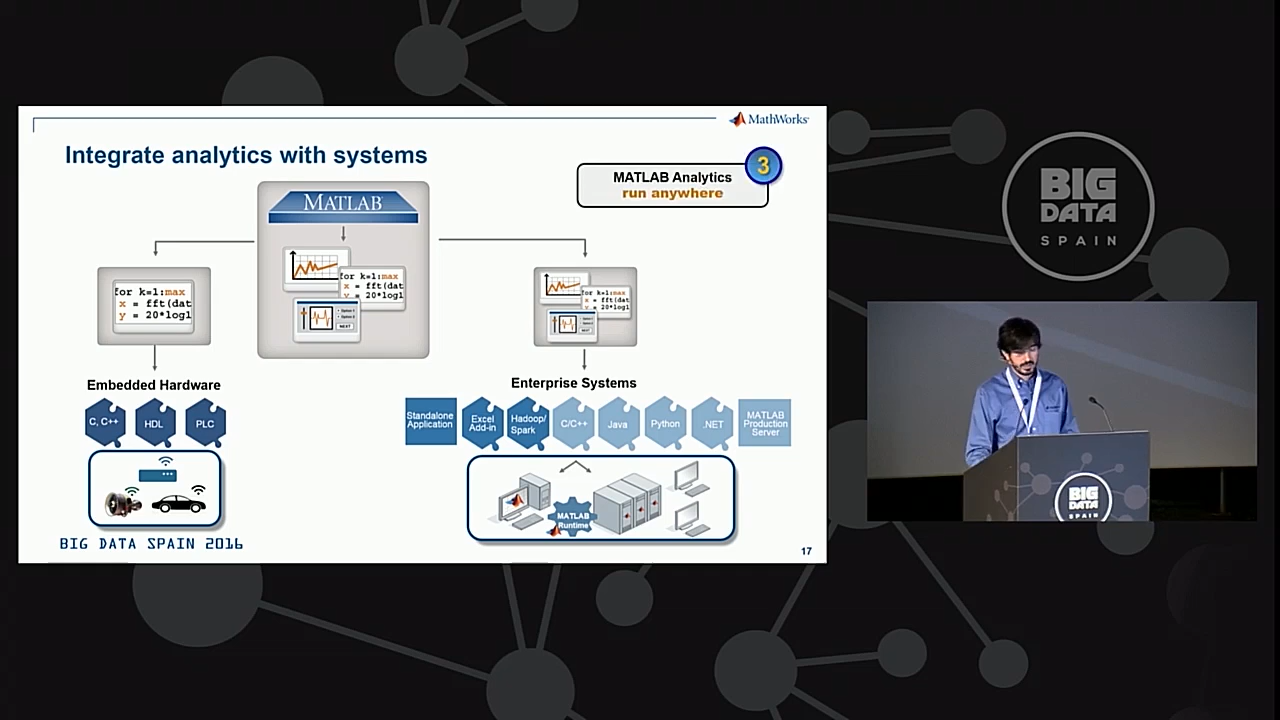 MathWorks
Integrate analytics with systems
3
MATLAB Analytics
run anywhere
MATLAB
for k=1:max
x = fft(dat
y = 20*log1
NEXT
for k=1:max
x = fft(dat
y = 20*log1
for k=1:max
x = fft(dat
y = 20*log1
Embedded Hardware
C, C++
HDL
PLC
Enterprise Systems
Standalone
Application
Excel
Add-in
Hadoop/
Spark
C/C++
Java
Python
.NET
MATLAB
Production
Server
MATLAB
Runtime
BIG DATA SPAIN 2016
17
BIG
DATA
SPAIN
BIG
DATA
SPAIN